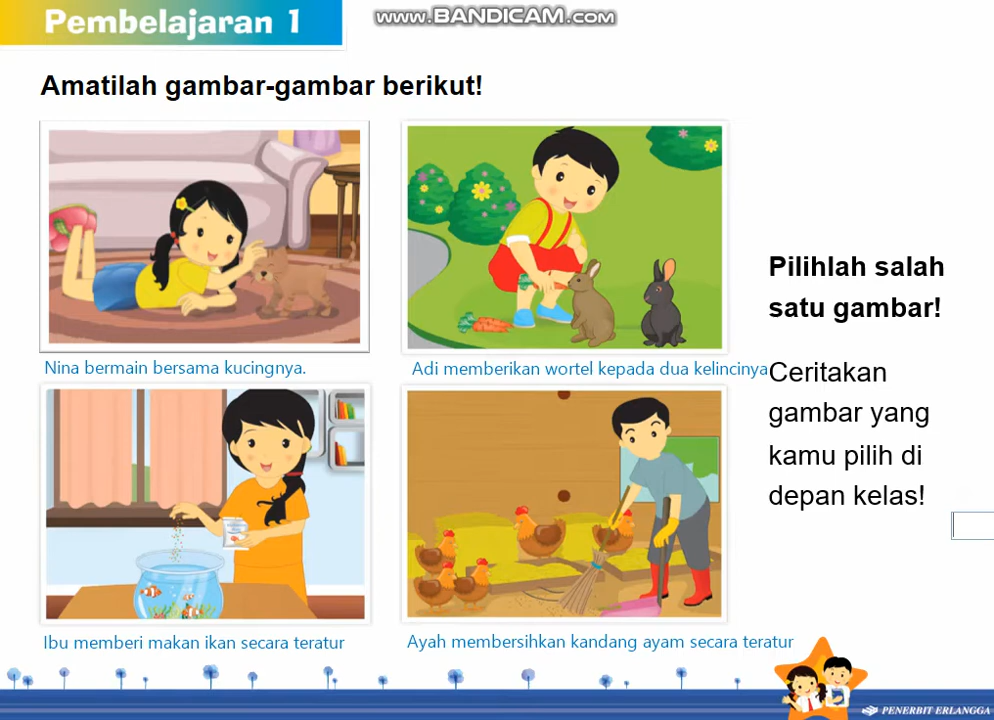 Pembelajaran 1
www.BANDICAM.com
Amatilah gambar-gambar berikut!
Nina bermain bersama kucingnya.
Adi memberikan wortel kepada dua kelincinya
Ibu memberi makan ikan secara teratur
Ayah membersihkan kandang ayam secara teratur
Pilihlah salah
satu gambar!
Ceritakan
gambar yang
kamu pilih di
depan kelas!
PENERBIT ERLANGGA